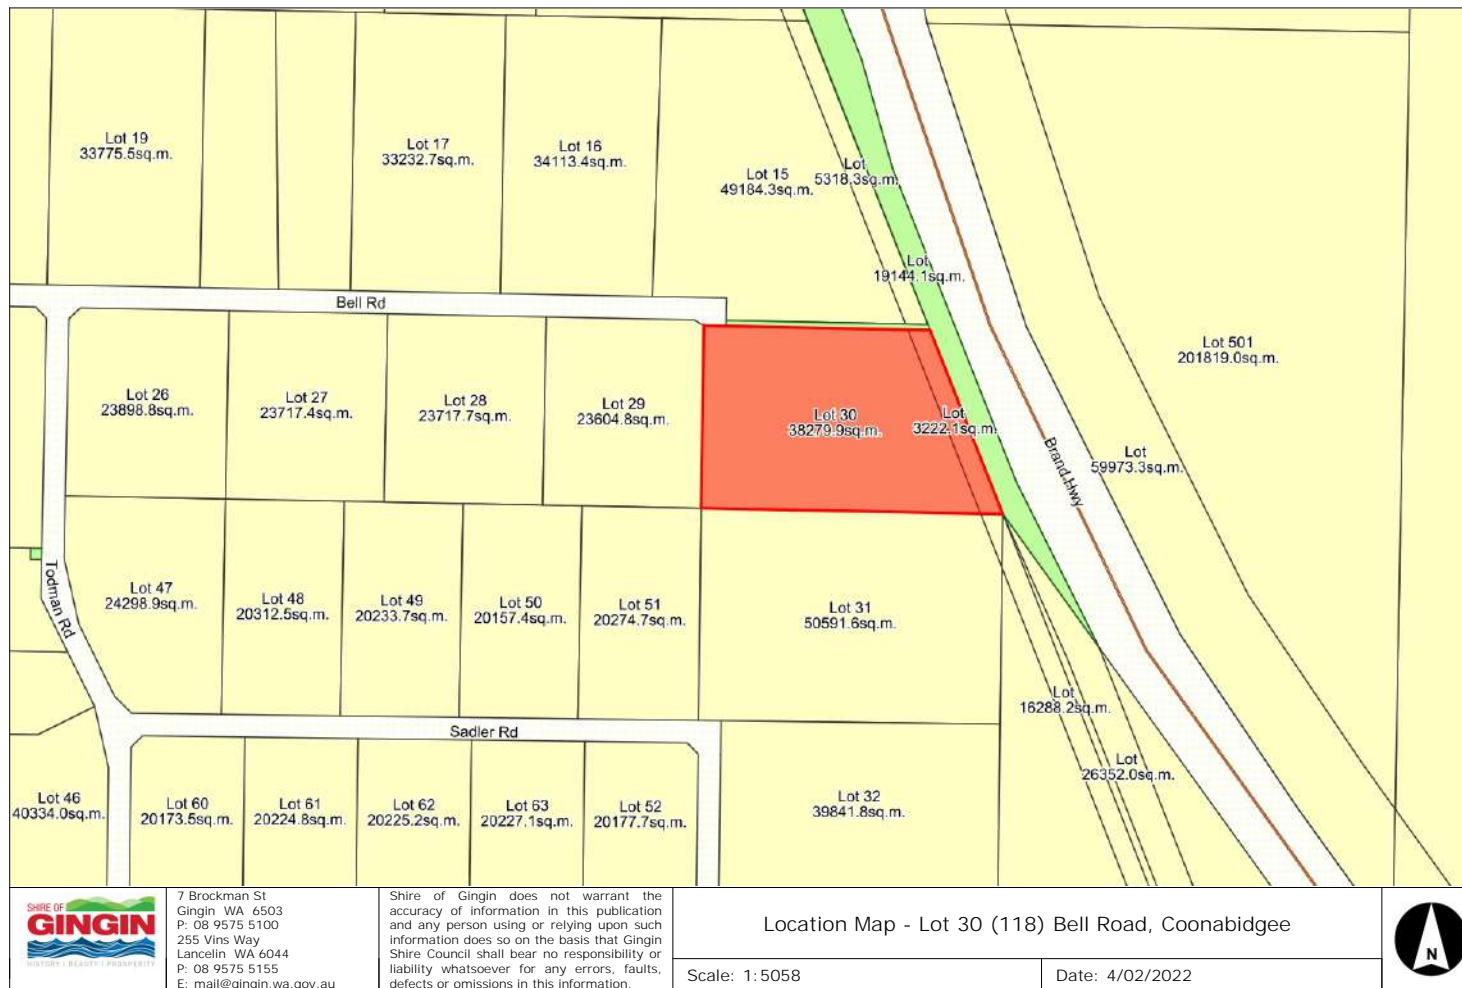 Lot 19
33775.5sq.m.
Lot 17
33232.7sq.m.
Lot 16
34113.4sq.m.
Lot 15
49184.3sq.m.
Lot
5318.3sq.m.
Lot
19144.1sq.m.
Bell Rd
Lot 501
201819.0sq.m.
Lot 26
23898.8sq.m.
Lot 27
23717.4sq.m.
Lot 28
23717.7sq.m.
Lot 29
23604.8sq.m.
Lot 30
38279.9sq.m.
Lot
3222.1sq.m.
Brand Hwy
Lot
59973.3sq.m.
Todman Rd
Lot 47
24298.9sq.m.
Lot 48
20312.5sq.m.
Lot 49
20233.7sq.m.
Lot 50
20157.4sq.m.
Lot 51
20274.7sq.m.
Lot 31
50591.6sq.m.
Lot
16288.2sq.m.
Sadler Rd
Lot
26352.0sq.m.
Lot 46
40334.0sq.m.
Lot 60
20173.5sq.m.
Lot 61
20224.8sq.m.
Lot 62
20225.2sq.m.
Lot 63
20227.1sq.m.
Lot 52
20177.7sq.m.
Lot 32
39841.8sq.m.
SHIRE OF
GINGIN
HISTORY | BEAUTY | PROSPERITY
7 Brockman St
Gingin WA 6503
P: 08 9575 5100
255 Vins Way
Lancelin WA 6044
P: 08 9575 5155
E: mail@gingin.wa.gov.au
Shire of Gingin does not warrant the
accuracy of information in this publication
and any person using or relying upon such
information does so on the basis that Gingin
Shire Council shall bear no responsibility or
liability whatsoever for any errors, faults,
defects or omissions in this information.
Location Map - Lot 30 (118) Bell Road, Coonabidgee
Scale: 1:5058
Date: 4/02/2022
N